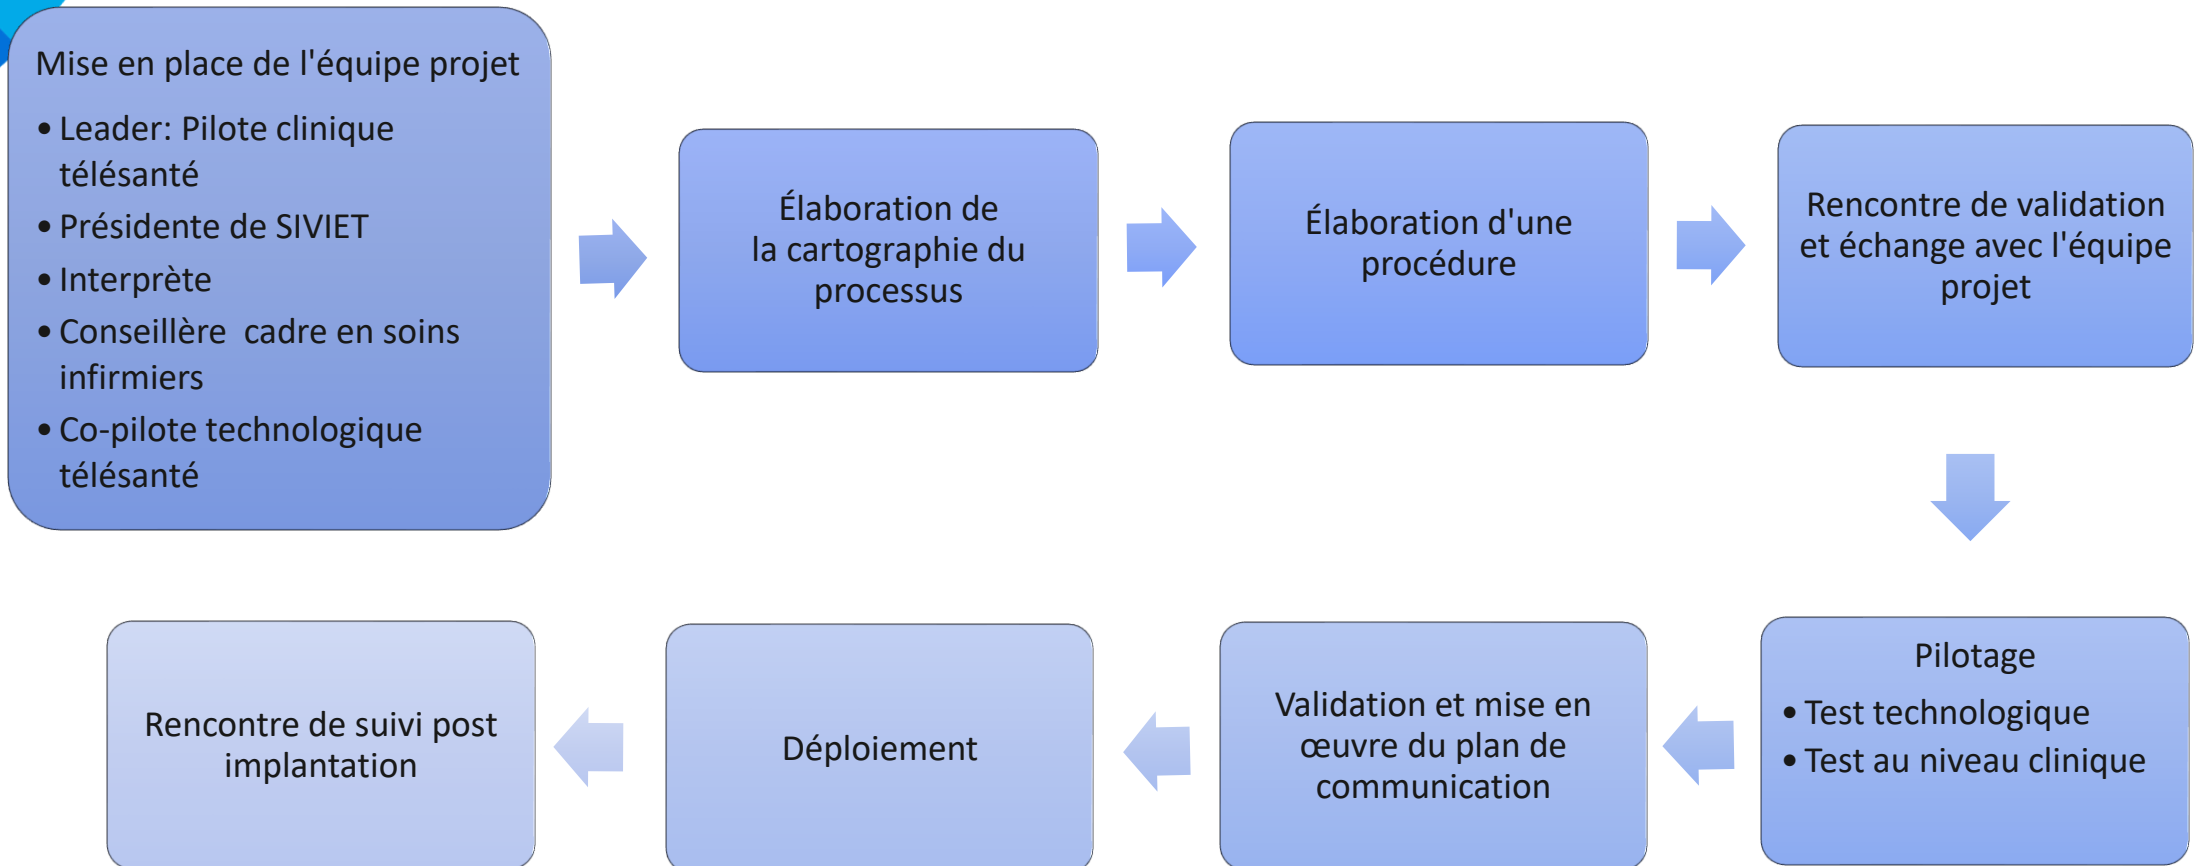 Mise en place de l'équipe projet
• Leader: Pilote clinique
télésanté
• Présidente de SIVIET
• Interprète
• Conseillère  cadre en soins
infirmiers
• Co-pilote technologique
télésanté
Élaboration de
la cartographie du
processus
Élaboration d'une
procédure
Rencontre de validation
et échange avec l'équipe
projet
Pilotage
• Test technologique
• Test au niveau clinique
Validation et mise en
œuvre du plan de
communication
Déploiement
Rencontre de suivi post
implantation